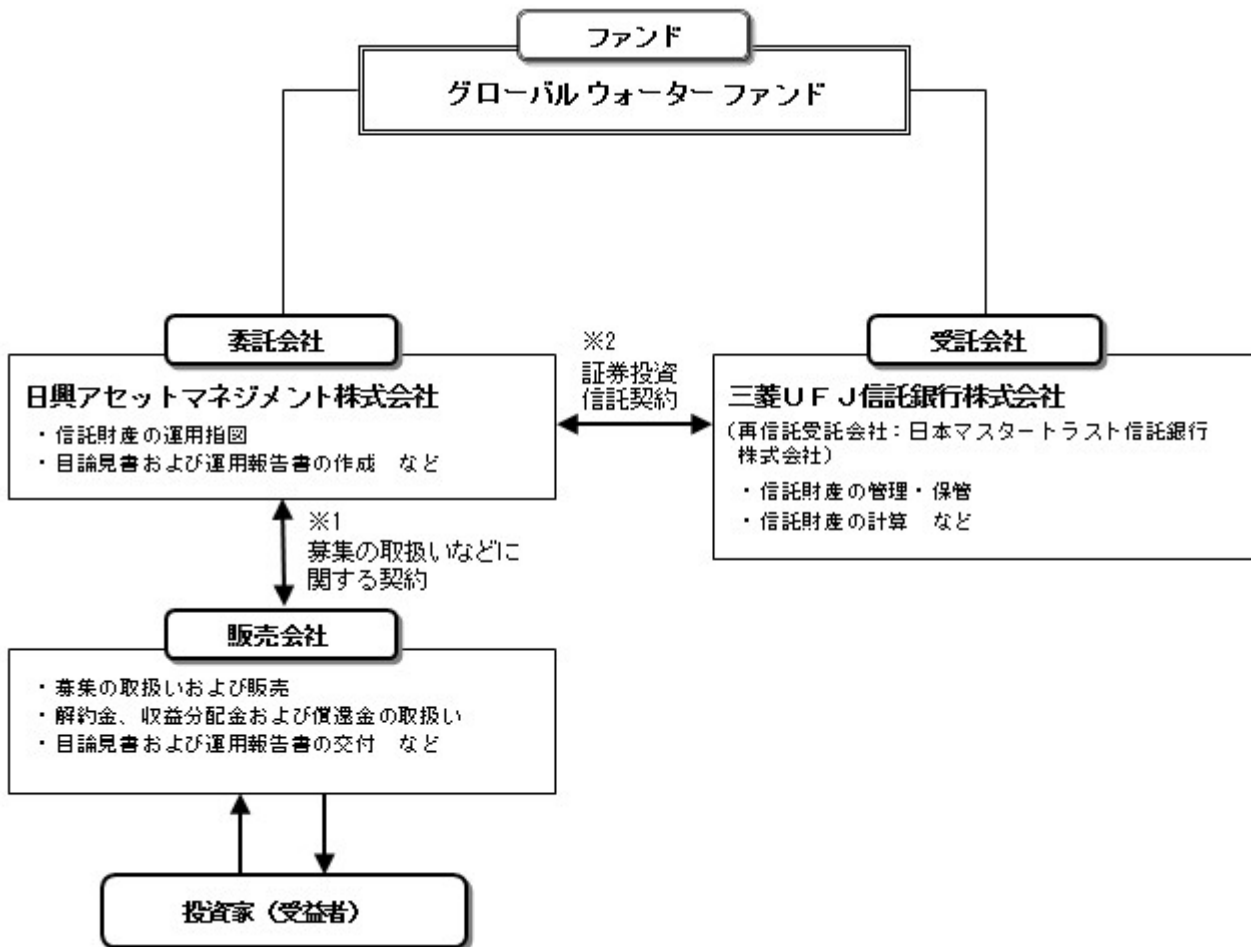 ファンド
グローバル ウォーター ファンド
委託会社
日興アセットマネジメント株式会社
・信託財産の運用指図
・目論見書および運用報告書の作成　など
※2
証券投資
信託契約
受託会社
三菱ＵＦＪ信託銀行株式会社
（再信託受託会社：日本マスタートラスト信託銀行
株式会社）
・信託財産の管理・保管
・信託財産の計算　など
※1
募集の取扱いなどに
関する契約
販売会社
・募集の取扱いおよび販売
・解約金、収益分配金および償還金の取扱い
・目論見書および運用報告書の交付　など
投資家（受益者）